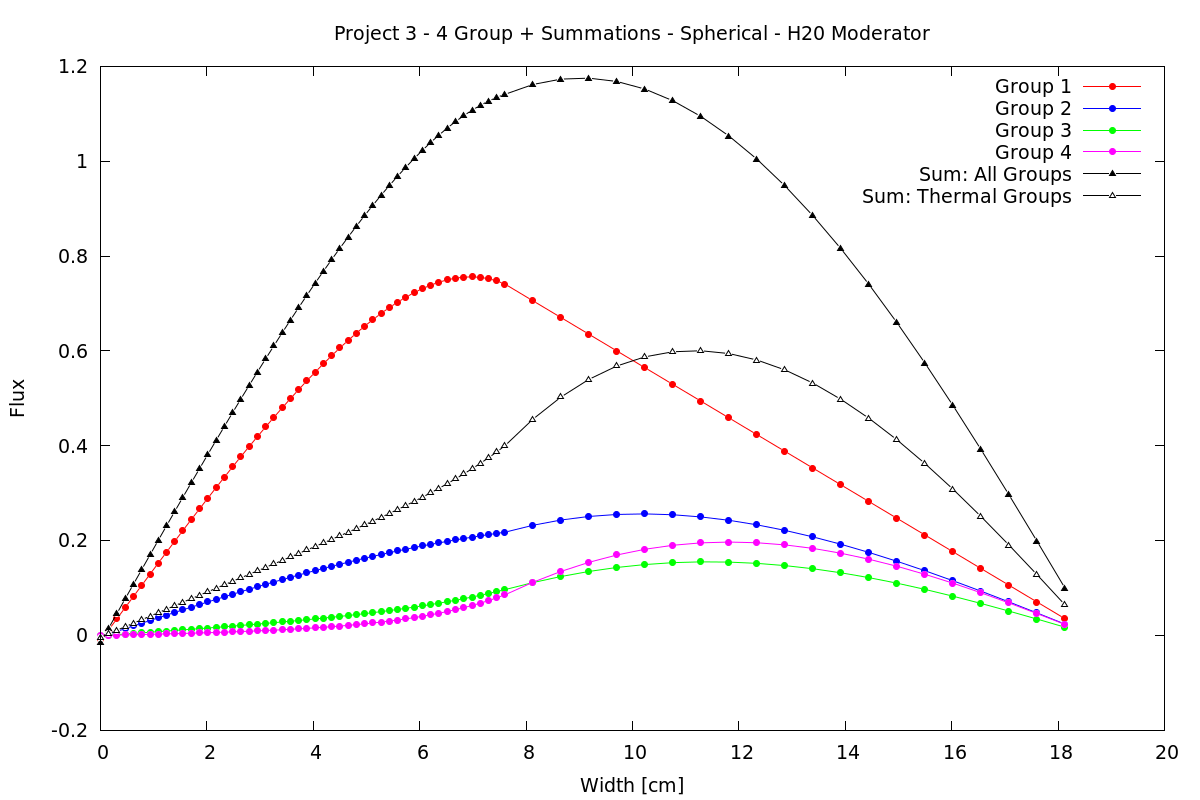 Project 3 - 4 Group + Summations - Spherical - H20 Moderator
1.2
1
0.8
0.6
0.4
0.2
0
-0.2
Flux
Group 1
Group 2
Group 3
Group 4
Sum: All Groups
Sum: Thermal Groups
0 2 4 6 8 10 12 14 16 18 20
Width [cm]